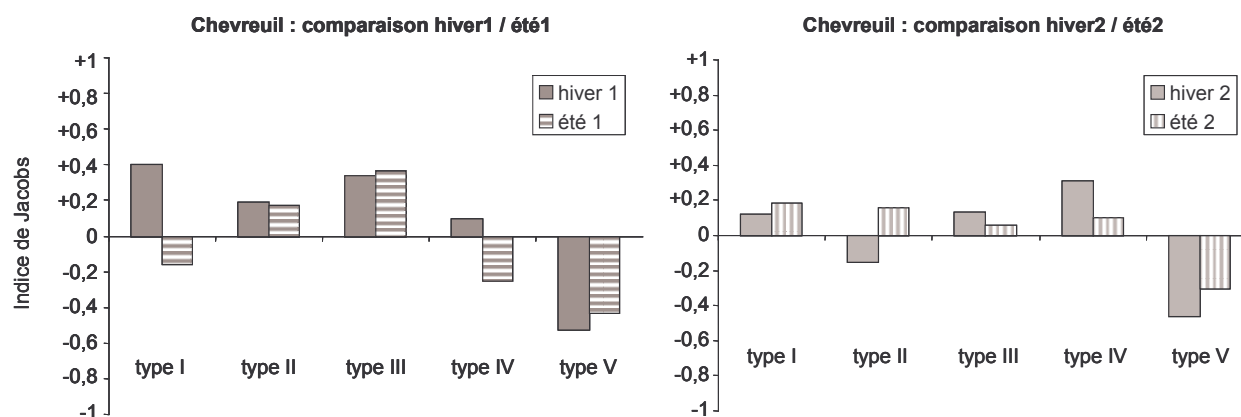 Chevreuil : comparaison hiver1 / été1
Indice de Jacobs
+1
+0,8
+0,6
+0,4
+0,2
0
-0,2
-0,4
-0,6
-0,8
-1
hiver 1
été 1
type I
type II
type III
type IV
type V
Chevreuil : comparaison hiver2 / été2
+1
+0,8
+0,6
+0,4
+0,2
0
-0,2
-0,4
-0,6
-0,8
-1
hiver 2
été 2
type I
type II
type III
type IV
type V